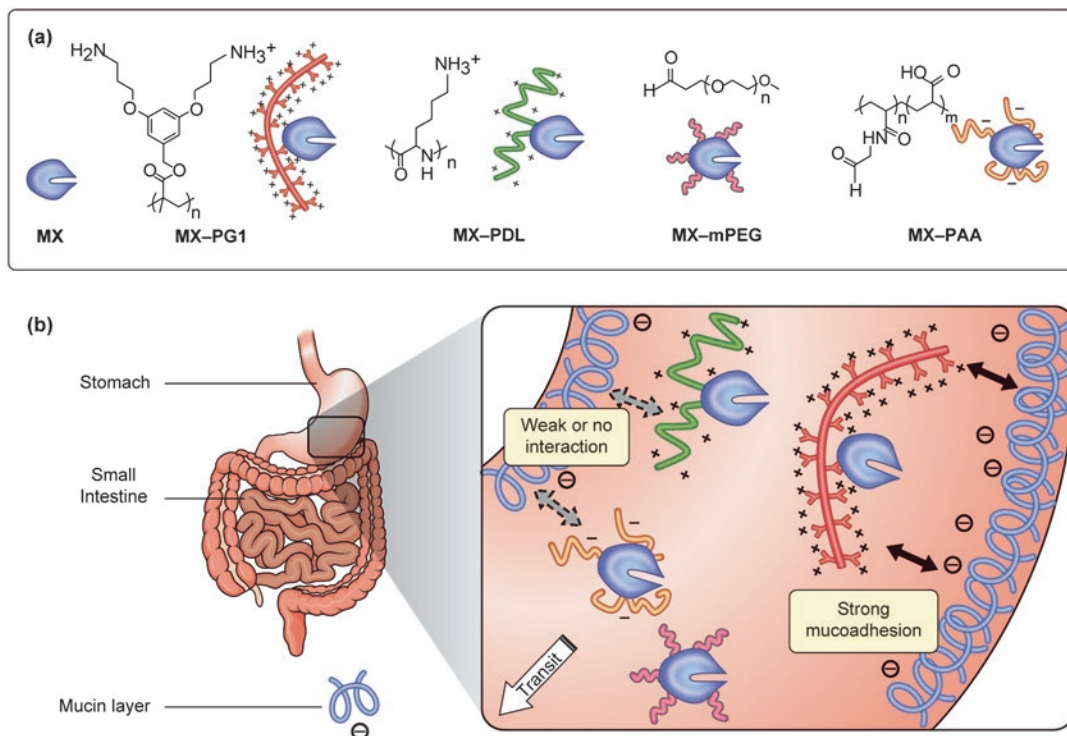 (a)
H₂N
NH3⁺
O
O
O
O
n
MX
MX–PG1
NH3⁺
O
N
H
n
MX–PDL
O
H
O
n
O
MX–mPEG
HO
O
n
m
HN
O
O
H
MX–PAA
(b)
Stomach
Small
Intestine
Mucin layer
Weak or no
interaction
Strong
mucoadhesion
Transit